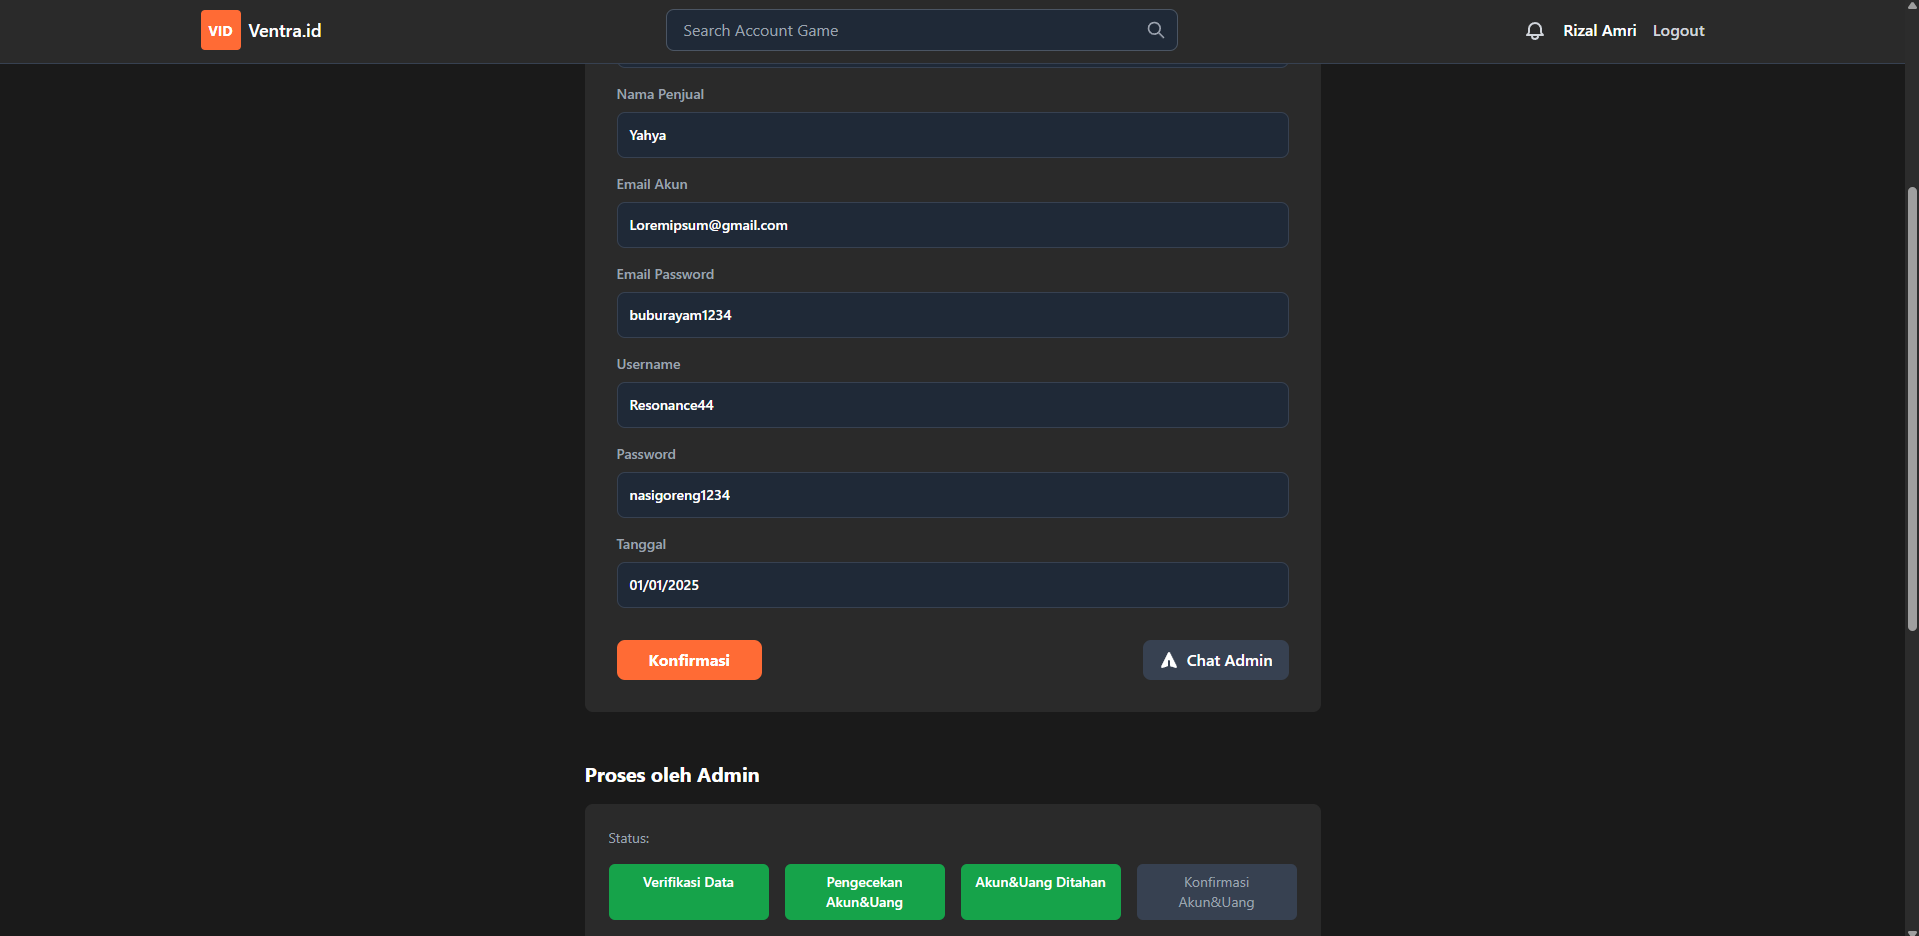 VID Ventra.id
Search Account Game
Rizal Amri Logout
Nama Penjual
Yahya
Email Akun
Loremipsum@gmail.com
Email Password
buburayam1234
Username
Resonance44
Password
nasigoreng1234
Tanggal
01/01/2025
Konfirmasi
Chat Admin
Proses oleh Admin
Status:
Verifikasi Data
Pengecekan
Akun&Uang
Akun&Uang Ditahan
Konfirmasi
Akun&Uang